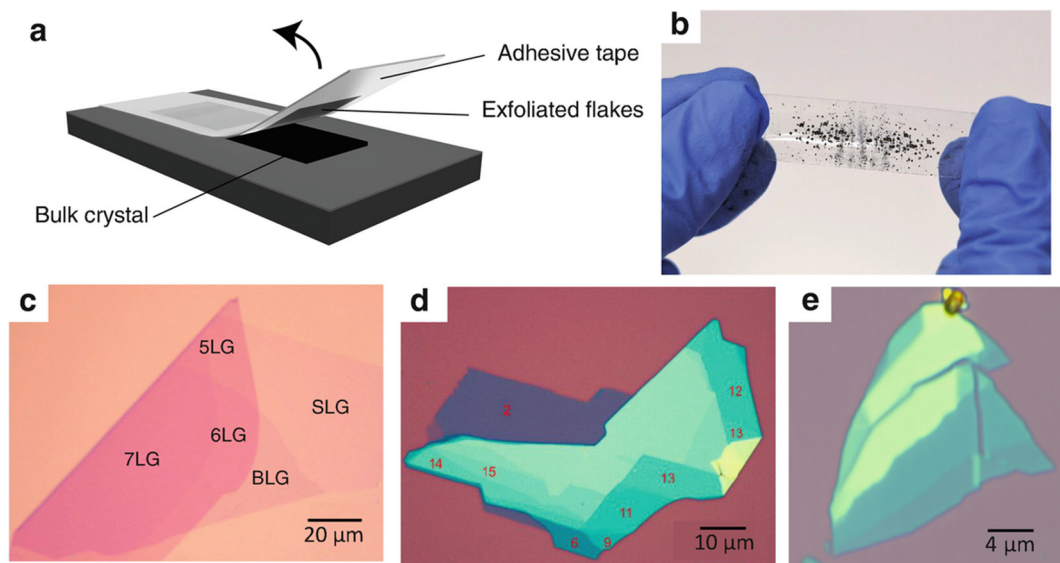 a
Adhesive tape
Exfoliated flakes
Bulk crystal
b
c
5LG
SLG
6LG
7LG
BLG
20 μm
d
2
12
13
14
15
13
11
6
9
10 μm
e
4 μm